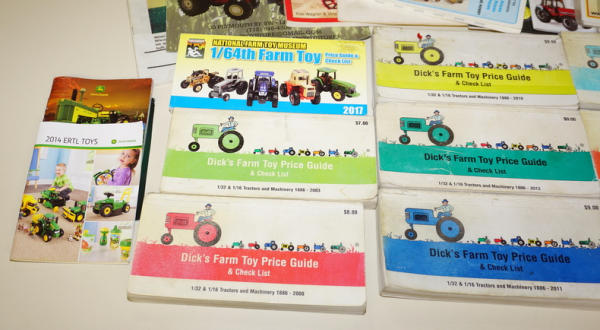 JOHN DEERE
2014 ERTL TOYS
NATIONAL FARM TOY MUSEUM
1/64th Farm Toy
Price Guide &
Check List
2017
$7.00
Dick's Farm Toy Price Guide
& Check List
1/32 & 1/16 Tractors and Machinery 1886 - 2003
$8.00
Dick's Farm Toy Price Guide
& Check List
1/32 & 1/16 Tractors and Machinery 1886 - 2008
$9.00
Dick's Farm Toy Price Guide
& Check List
1/32 & 1/16 Tractors and Machinery 1886 - 2010
$9.00
Dick's Farm Toy Price Guide
& Check List
1/32 & 1/16 Tractors and Machinery 1886 -
$9.00
Dick's Farm Toy Price Guide
& Check List
1/32 & 1/16 Tractors and Machinery 1886 - 2011